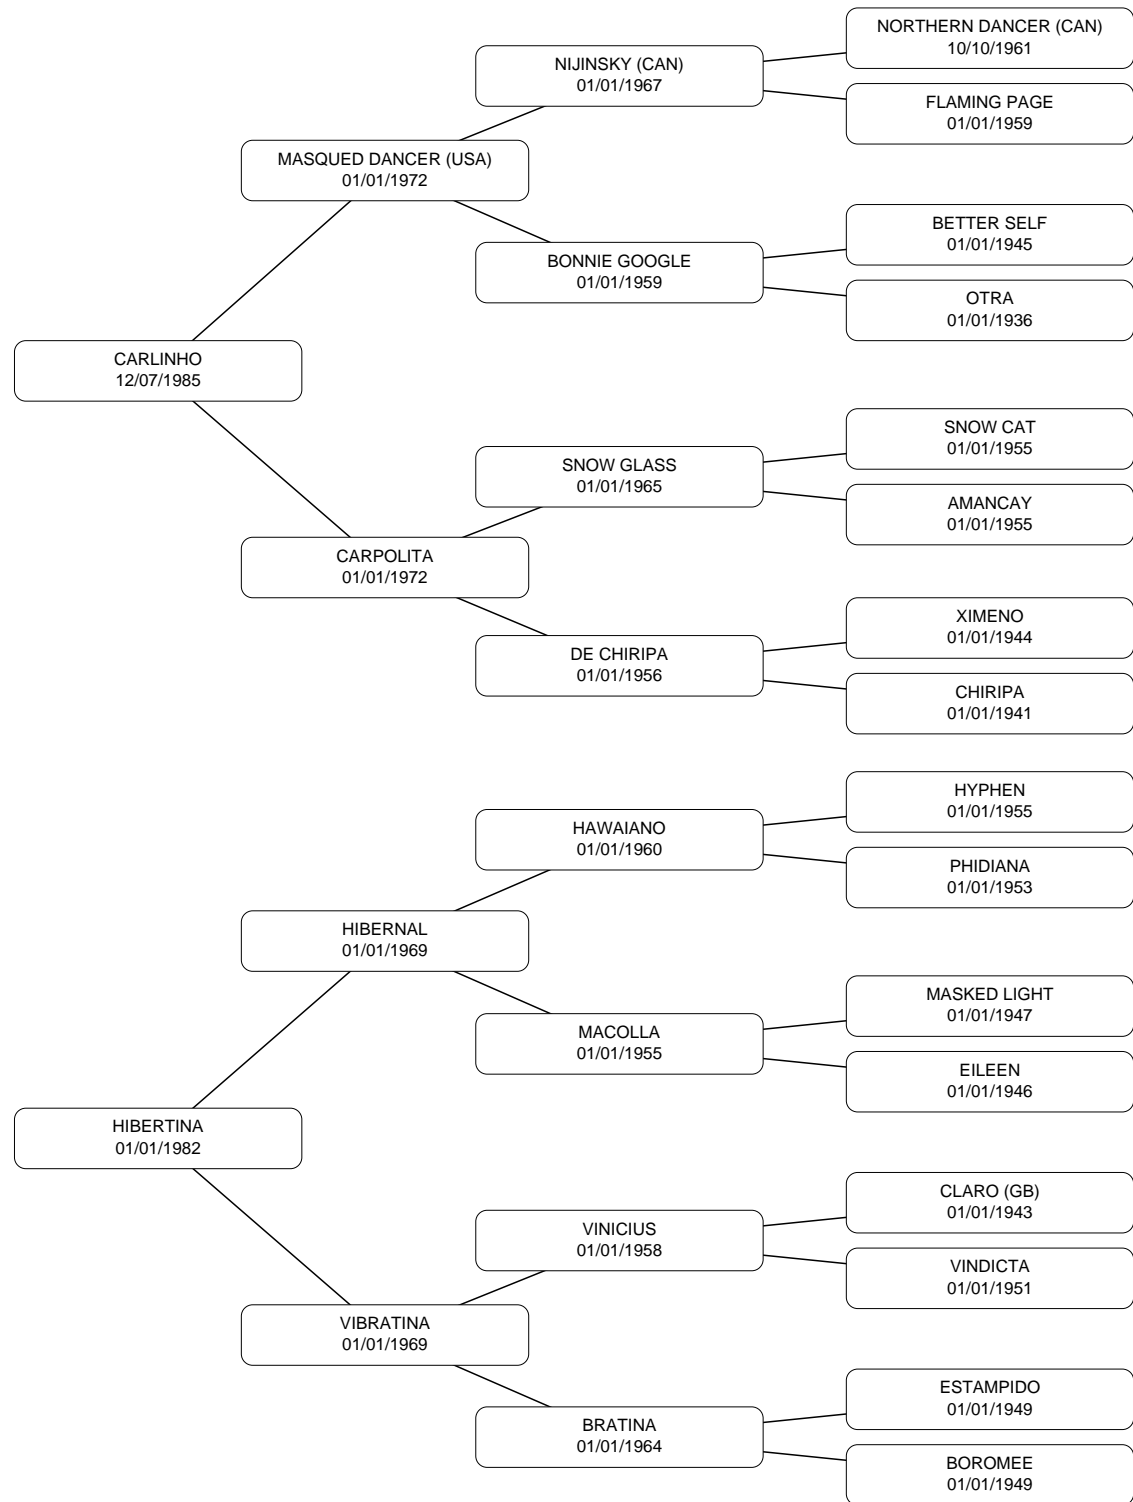 NORTHERN DANCER (CAN)
10/10/1961
NIJINSKY (CAN)
01/01/1967
FLAMING PAGE
01/01/1959
MASQUED DANCER (USA)
01/01/1972
BETTER SELF
01/01/1945
BONNIE GOOGLE
01/01/1959
OTRA
01/01/1936
CARLINHO
12/07/1985
SNOW CAT
01/01/1955
SNOW GLASS
01/01/1965
AMANCAY
01/01/1955
CARPOLITA
01/01/1972
XIMENO
01/01/1944
DE CHIRIPA
01/01/1956
CHIRIPA
01/01/1941
HYPHEN
01/01/1955
HAWAIANO
01/01/1960
PHIDIANA
01/01/1953
HIBERNAL
01/01/1969
MASKED LIGHT
01/01/1947
MACOLLA
01/01/1955
EILEEN
01/01/1946
HIBERTINA
01/01/1982
CLARO (GB)
01/01/1943
VINICIUS
01/01/1958
VINDICTA
01/01/1951
VIBRATINA
01/01/1969
ESTAMPIDO
01/01/1949
BRATINA
01/01/1964
BOROMEE
01/01/1949